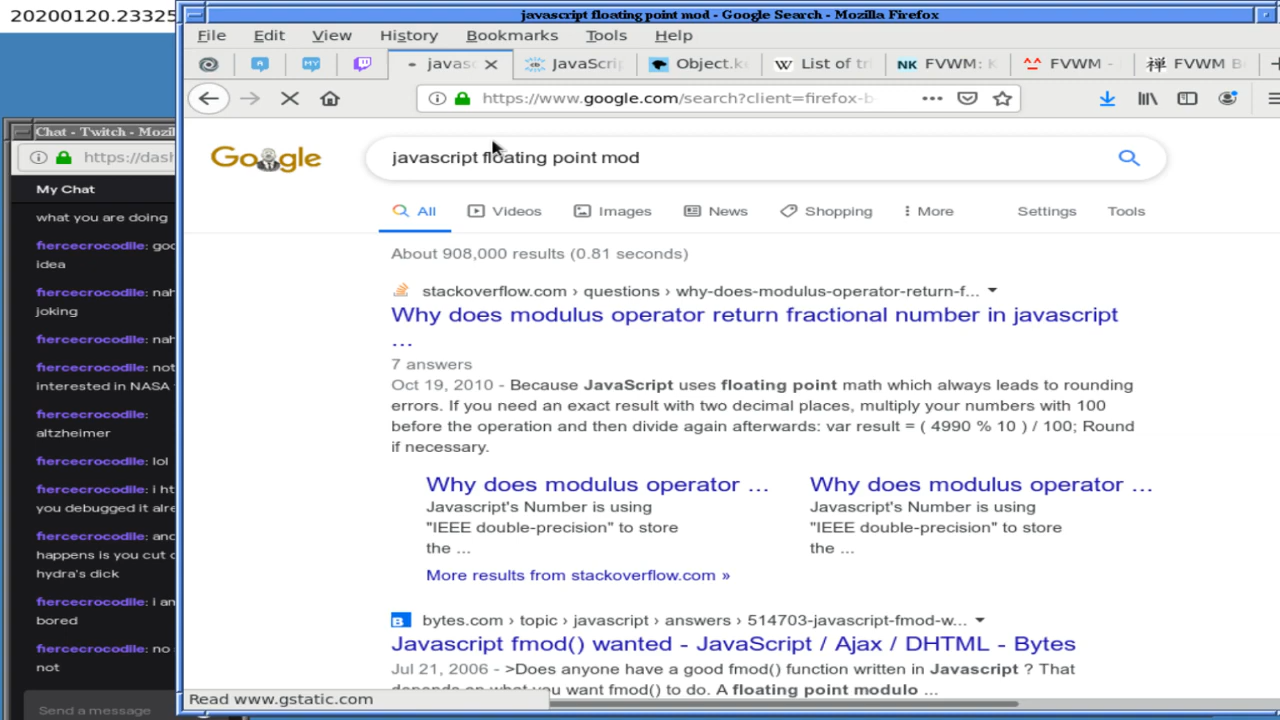 20200120.23325
javascript floating point mod - Google Search - Mozilla Firefox
File Edit View History Bookmarks Tools Help
javasc JavaScri Object.k List of tr FVWM: K FVWM - FVWM B
https://www.google.com/search?client=firefox-b
Chat - Twitch - Mozil
https://dash
My Chat
what you are doing
fiercecrocodile: goo
idea
fiercecrocodile: nah
joking
fiercecrocodile: nah
fiercecrocodile: not
interested in NASA
fiercecrocodile:
altzheimer
fiercecrocodile: lol
fiercecrocodile: i ht
you debugged it alre
fiercecrocodile: and
happens is you cut o
hydra's dick
fiercecrocodile: i am
bored
fiercecrocodile: no
not
Send a message
Google
javascript floating point mod
All Videos Images News Shopping More Settings Tools
About 908,000 results (0.81 seconds)
stackoverflow.com › questions › why-does-modulus-operator-return-f...
Why does modulus operator return fractional number in javascript
...
7 answers
Oct 19, 2010 - Because JavaScript uses floating point math which always leads to rounding
errors. If you need an exact result with two decimal places, multiply your numbers with 100
before the operation and then divide again afterwards: var result = ( 4990 % 10 ) / 100; Round
if necessary.
Why does modulus operator ...
Javascript's Number is using
"IEEE double-precision" to store
the ...
Why does modulus operator ...
Javascript's Number is using
"IEEE double-precision" to store
the ...
More results from stackoverflow.com »
bytes.com › topic › javascript › answers › 514703-javascript-fmod-w...
Javascript fmod() wanted - JavaScript / Ajax / DHTML - Bytes
Jul 21, 2006 - >Does anyone have a good fmod() function written in Javascript ? That
depends on what you want fmod() to do. A floating point modulo ...
Read www.gstatic.com